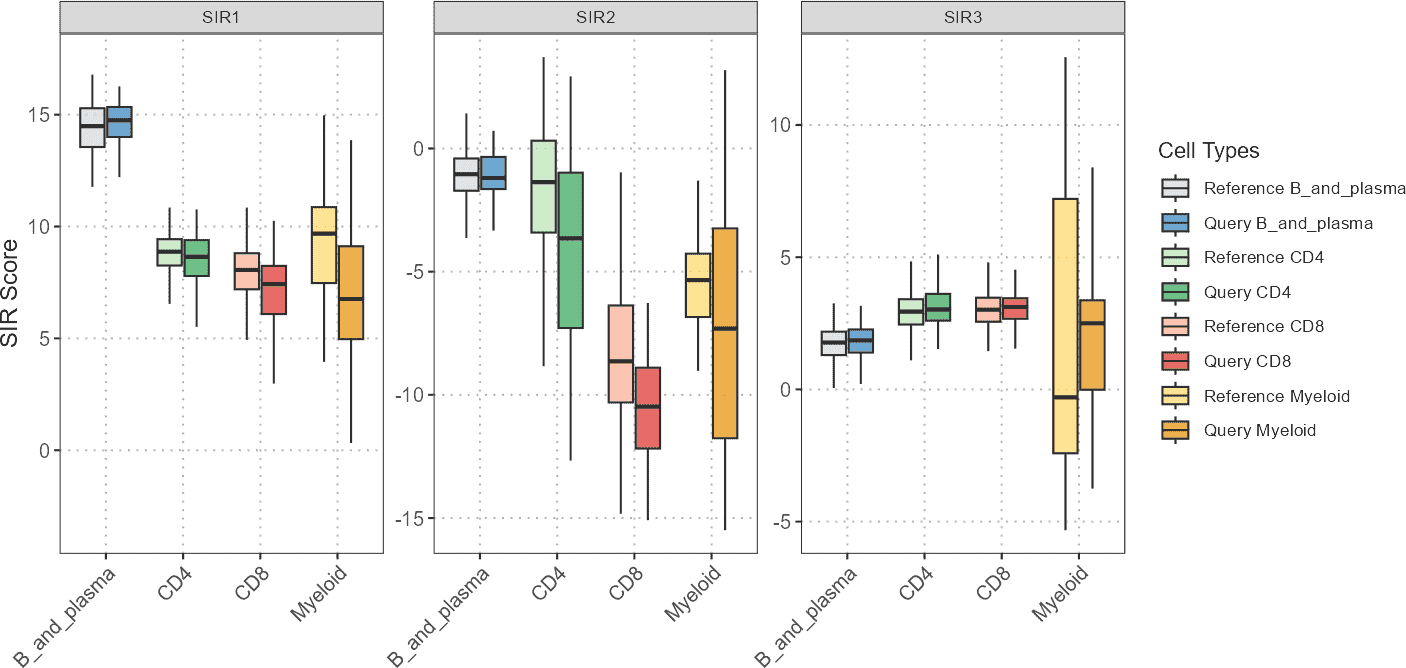 SIR1
SIR2
SIR3
SIR Score
15
10
5
0
0
-5
-10
-15
10
5
0
-5
B_and_plasma
CD4
CD8
Myeloid
B_and_plasma
CD4
CD8
Myeloid
B_and_plasma
CD4
CD8
Myeloid
Cell Types
Reference B_and_plasma
Query B_and_plasma
Reference CD4
Query CD4
Reference CD8
Query CD8
Reference Myeloid
Query Myeloid